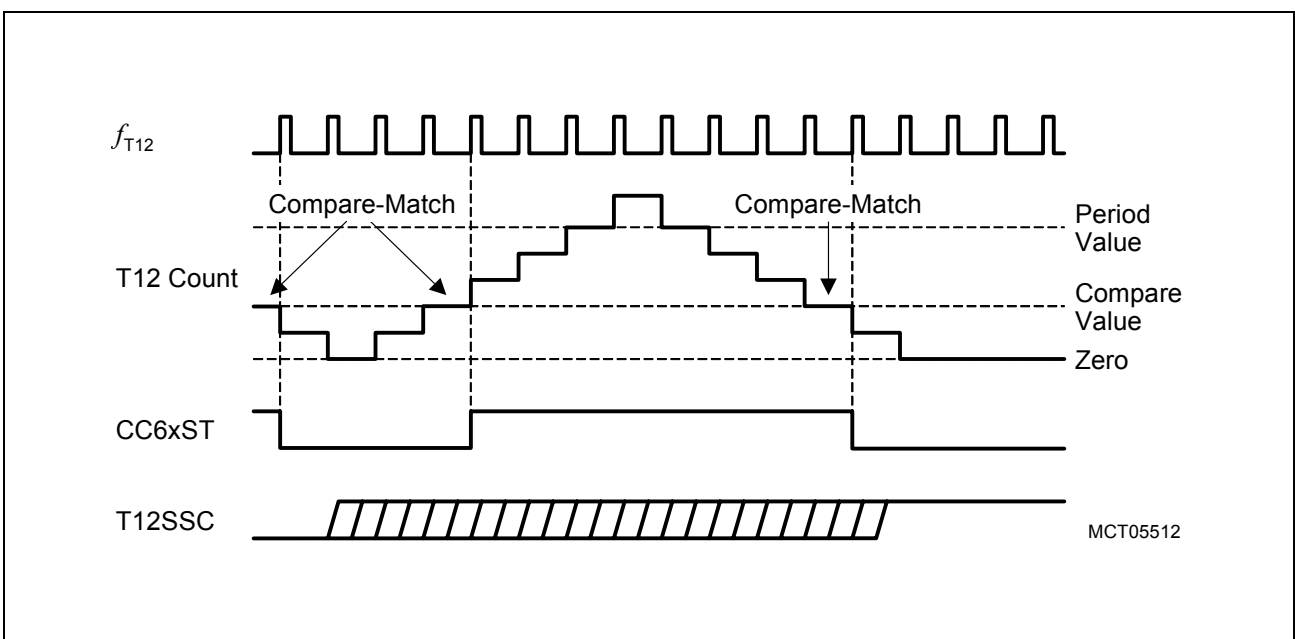 fT12
Compare-Match
Compare-Match
Period
Value
T12 Count
Compare
Value
Zero
CC6xST
T12SSC
MCT05512